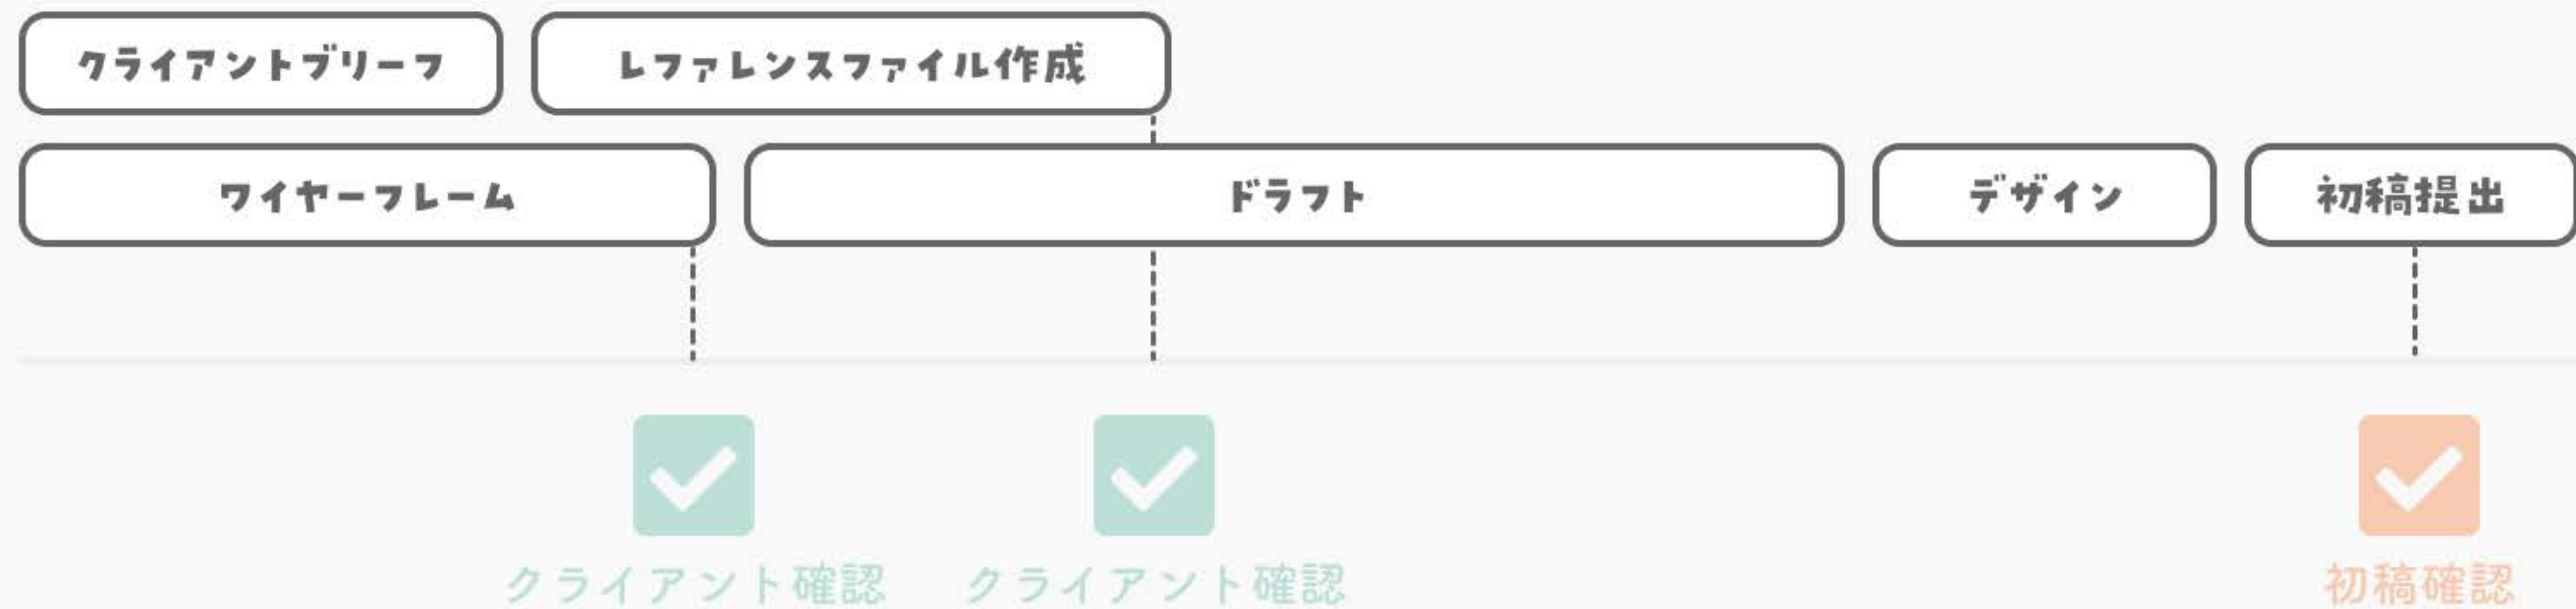 クライアントブリーフ
レファレンスファイル作成
ワイヤーフレーム
ドラフト
デザイン
初稿提出
クライアント確認
クライアント確認
初稿確認